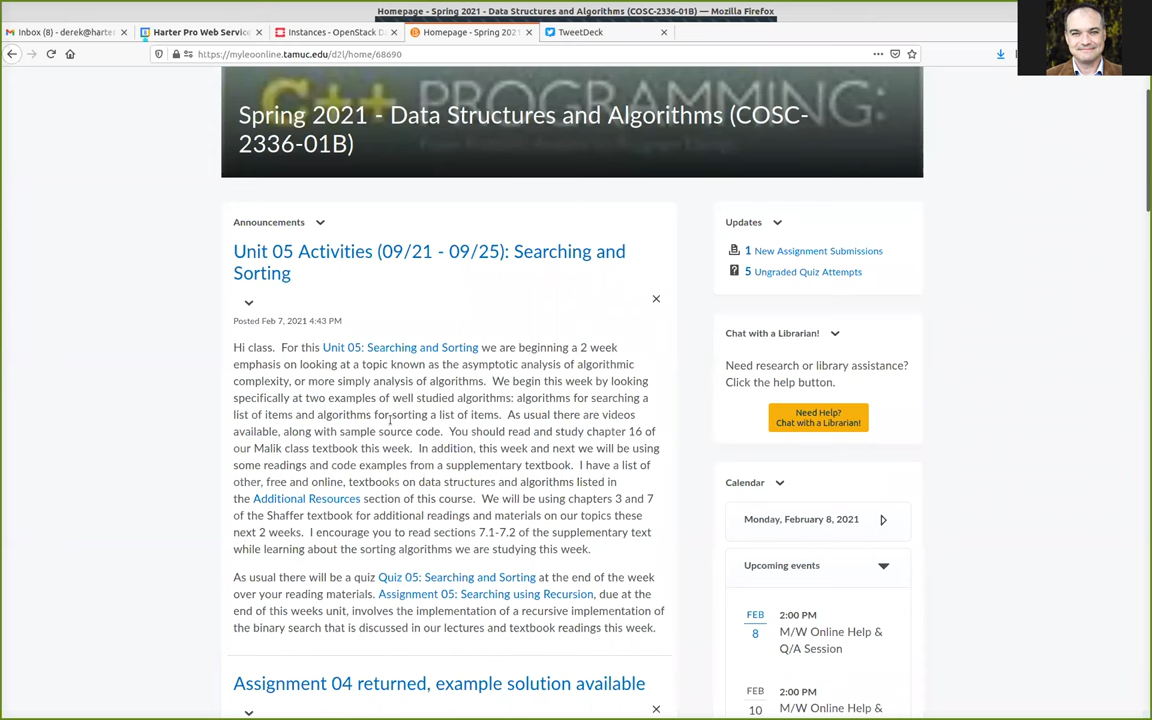 Homepage - Spring 2021 - Data Structures and Algorithms (COSC-2336-01B) — Mozilla Firefox
Inbox (8) - derek@harter
Harter Pro Web Servic
Instances - OpenStack D
Homepage - Spring 2021
TweetDeck
https://myleoonline.tamuc.edu/d2l/home/68690
C++ PROGRAMMING:
Spring 2021 - Data Structures and Algorithms (COSC-
2336-01B)
Announcements
Unit 05 Activities (09/21 - 09/25): Searching and
Sorting
Posted Feb 7, 2021 4:43 PM
Hi class. For this Unit 05: Searching and Sorting we are beginning a 2 week
emphasis on looking at a topic known as the asymptotic analysis of algorithmic
complexity, or more simply analysis of algorithms. We begin this week by looking
specifically at two examples of well studied algorithms: algorithms for searching a
list of items and algorithms for sorting a list of items. As usual there are videos
available, along with sample source code. You should read and study chapter 16 of
our Malik class textbook this week. In addition, this week and next we will be using
some readings and code examples from a supplementary textbook. I have a list of
other, free and online, textbooks on data structures and algorithms listed in
the Additional Resources section of this course. We will be using chapters 3 and 7
of the Shaffer textbook for additional readings and materials on our topics these
next 2 weeks. I encourage you to read sections 7.1-7.2 of the supplementary text
while learning about the sorting algorithms we are studying this week.
As usual there will be a quiz Quiz 05: Searching and Sorting at the end of the week
over your reading materials. Assignment 05: Searching using Recursion, due at the
end of this weeks unit, involves the implementation of a recursive implementation of
the binary search that is discussed in our lectures and textbook readings this week.
Assignment 04 returned, example solution available
Updates
1 New Assignment Submissions
5 Ungraded Quiz Attempts
Chat with a Librarian!
Need research or library assistance?
Click the help button.
Need Help?
Chat with a Librarian!
Calendar
Monday, February 8, 2021
Upcoming events
FEB
8
2:00 PM
M/W Online Help &
Q/A Session
FEB
10
2:00 PM
M/W Online Help &